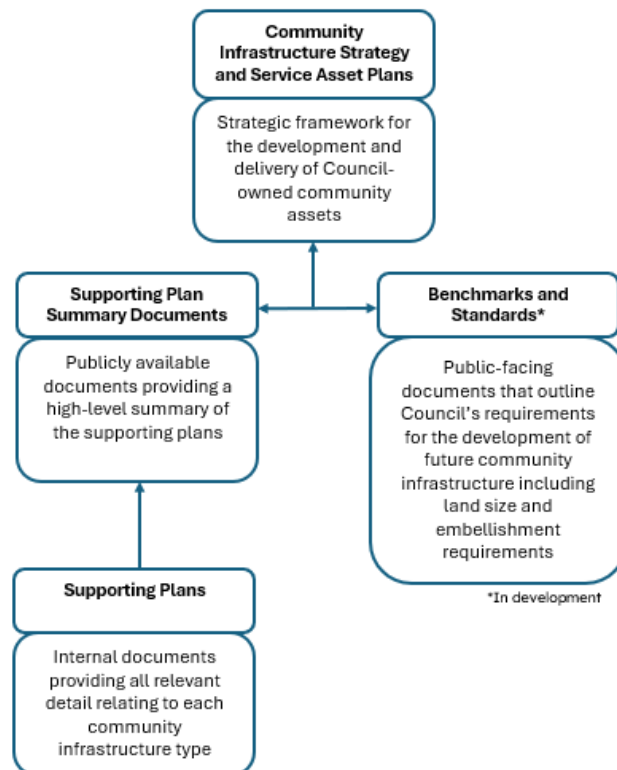 Community
Infrastructure Strategy
and Service Asset Plans
Strategic framework for
the development and
delivery of Council-
owned community
assets
Supporting Plan
Summary Documents
Publicly available
documents providing a
high-level summary of
the supporting plans
Benchmarks and
Standards*
Public-facing
documents that outline
Council's requirements
for the development of
future community
infrastructure including
land size and
embellishment
requirements
*In development
Supporting Plans
Internal documents
providing all relevant
detail relating to each
community
infrastructure type